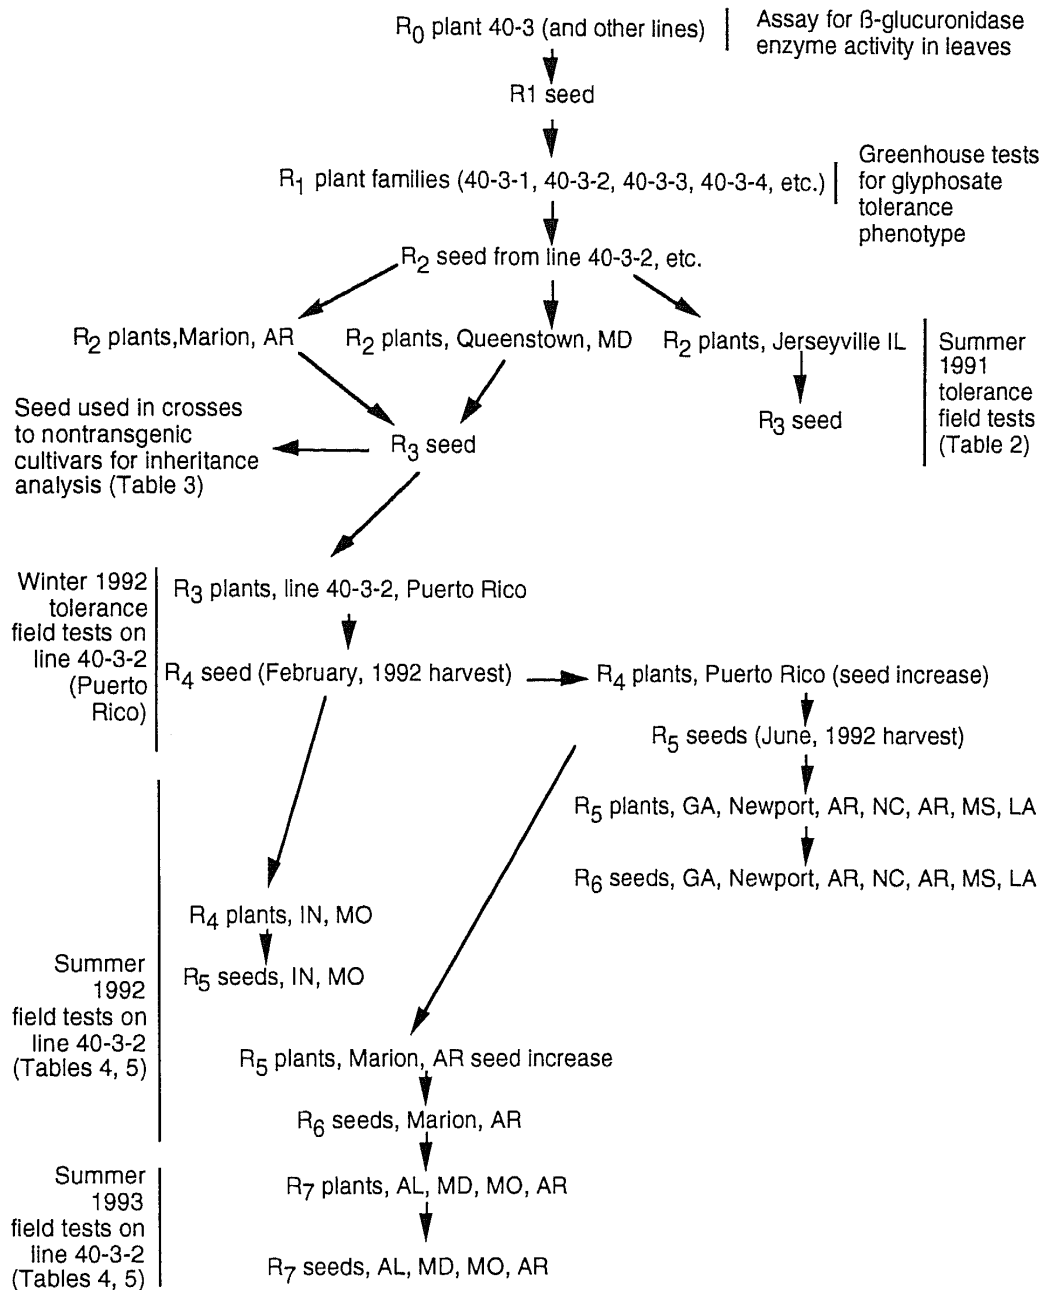 R0 plant 40-3 (and other lines)
Assay for ß-glucuronidase
enzyme activity in leaves
R1 seed
R1 plant families (40-3-1, 40-3-2, 40-3-3, 40-3-4, etc.)
Greenhouse tests
for glyphosate
tolerance
phenotype
R2 seed from line 40-3-2, etc.
R2 plants,Marion, AR
R2 plants, Queenstown, MD
R2 plants, Jerseyville IL
Summer
1991
tolerance
field tests
(Table 2)
R3 seed
Seed used in crosses
to nontransgenic
cultivars for inheritance
analysis (Table 3)
R3 seed
Winter 1992
tolerance
field tests on
line 40-3-2
(Puerto
Rico)
R3 plants, line 40-3-2, Puerto Rico
R4 seed (February, 1992 harvest)
R4 plants, Puerto Rico (seed increase)
R5 seeds (June, 1992 harvest)
R5 plants, GA, Newport, AR, NC, AR, MS, LA
R6 seeds, GA, Newport, AR, NC, AR, MS, LA
R4 plants, IN, MO
R5 seeds, IN, MO
Summer
1992
field tests on
line 40-3-2
(Tables 4, 5)
R5 plants, Marion, AR seed increase
R6 seeds, Marion, AR
Summer
1993
field tests on
line 40-3-2
(Tables 4, 5)
R7 plants, AL, MD, MO, AR
R7 seeds, AL, MD, MO, AR